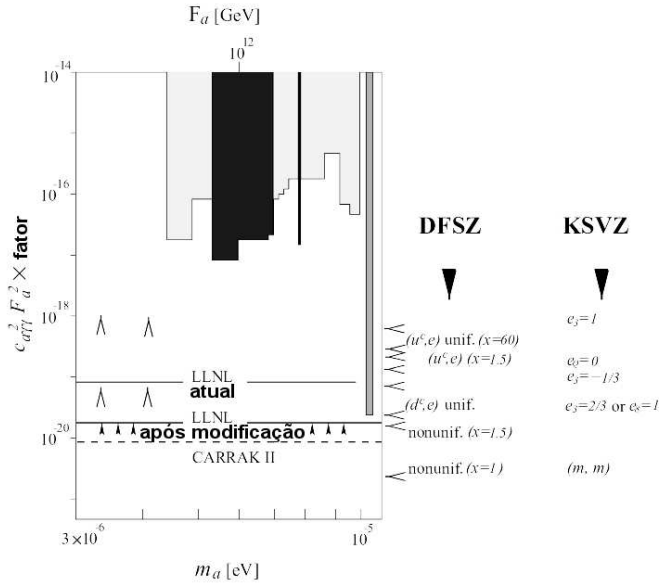 F_a [GeV]
10^12
10^-14
10^-16
10^-18
10^-20
c_aγγ^2 F_a^2 × fator
LLNL
atual
LLNL
após modificação
CARRAK II
3×10^-6
10^-5
m_a [eV]
DFSZ
KSVZ
e_3=1
(u^c,e) unif. (x=60)
(u^c,e) (x=1.5)
e_Q=0
e_3=−1/3
(d^c,e) unif.
e_3=2/3 or e_8=1
nonunif. (x=1.5)
nonunif. (x=1)
(m, m)